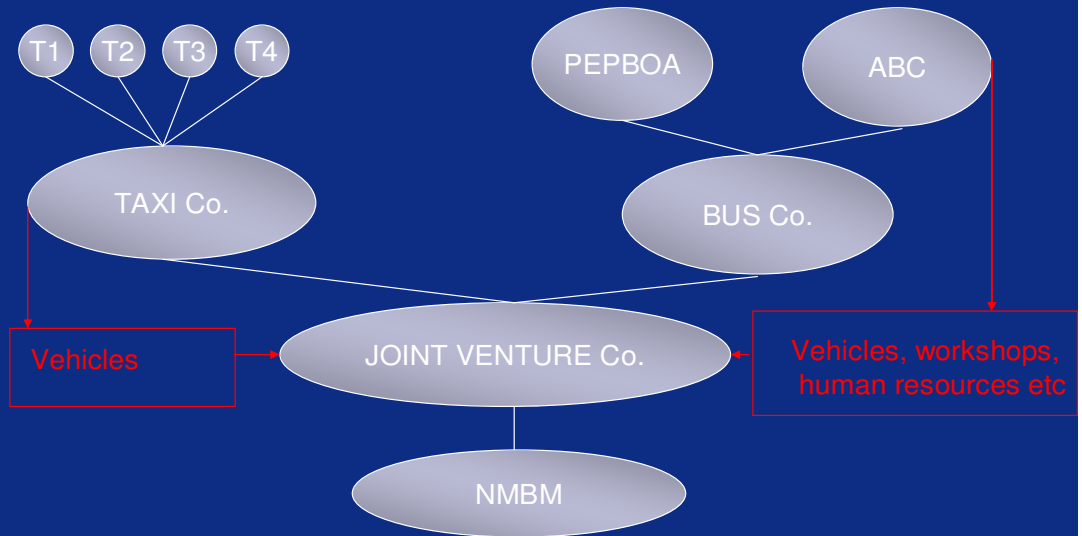 T1 T2 T3 T4
PEPBOA
ABC
TAXI Co.
BUS Co.
Vehicles
JOINT VENTURE Co.
Vehicles, workshops,
human resources etc
NMBM